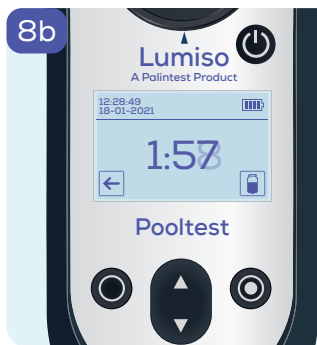 8b
Lumiso
A Palintest Product
12:28:49
18-01-2021
1:57
Pooltest